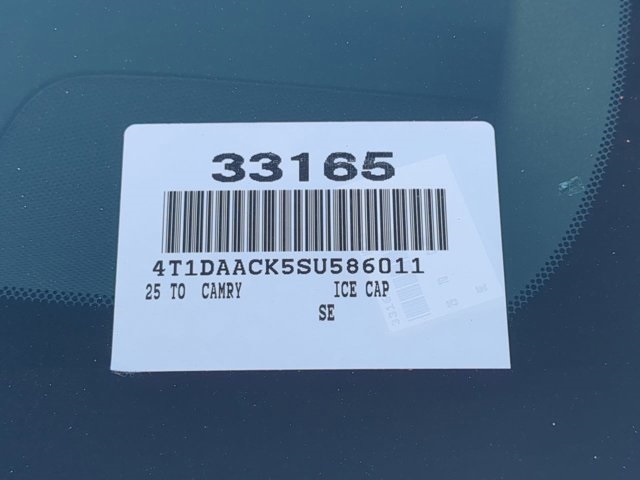 33165
4T1DAACK5SU586011
25 TO CAMRY ICE CAP
SE